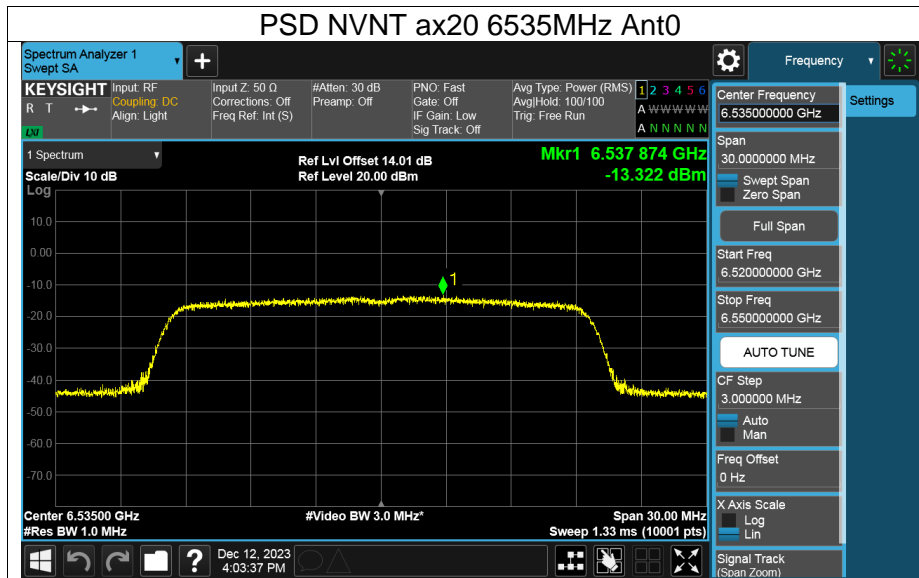 PSD NVNT ax20 6535MHz Ant0
Spectrum Analyzer 1
Swept SA
+
Frequency
KEYSIGHT
R T
LXI
Input: RF
Coupling: DC
Align: Light
Input Z: 50 Ω
Corrections: Off
Freq Ref: Int (S)
#Atten: 30 dB
Preamp: Off
PNO: Fast
Gate: Off
IF Gain: Low
Sig Track: Off
Avg Type: Power (RMS)
Avg|Hold: 100/100
Trig: Free Run
1 2 3 4 5 6
A W W W W W
A N N N N N
1 Spectrum
Scale/Div 10 dB
Ref Lvl Offset 14.01 dB
Ref Level 20.00 dBm
Mkr1 6.537 874 GHz
-13.322 dBm
Log
10.0
0.00
-10.0
-20.0
-30.0
-40.0
-50.0
-60.0
-70.0
1
Center 6.53500 GHz
#Res BW 1.0 MHz
#Video BW 3.0 MHz*
Span 30.00 MHz
Sweep 1.33 ms (10001 pts)
Center Frequency
6.535000000 GHz
Settings
Span
30.0000000 MHz
Swept Span
Zero Span
Full Span
Start Freq
6.520000000 GHz
Stop Freq
6.550000000 GHz
AUTO TUNE
CF Step
3.000000 MHz
Auto
Man
Freq Offset
0 Hz
X Axis Scale
Log
Lin
Signal Track
(Span Zoom)
?
Dec 12, 2023
4:03:37 PM